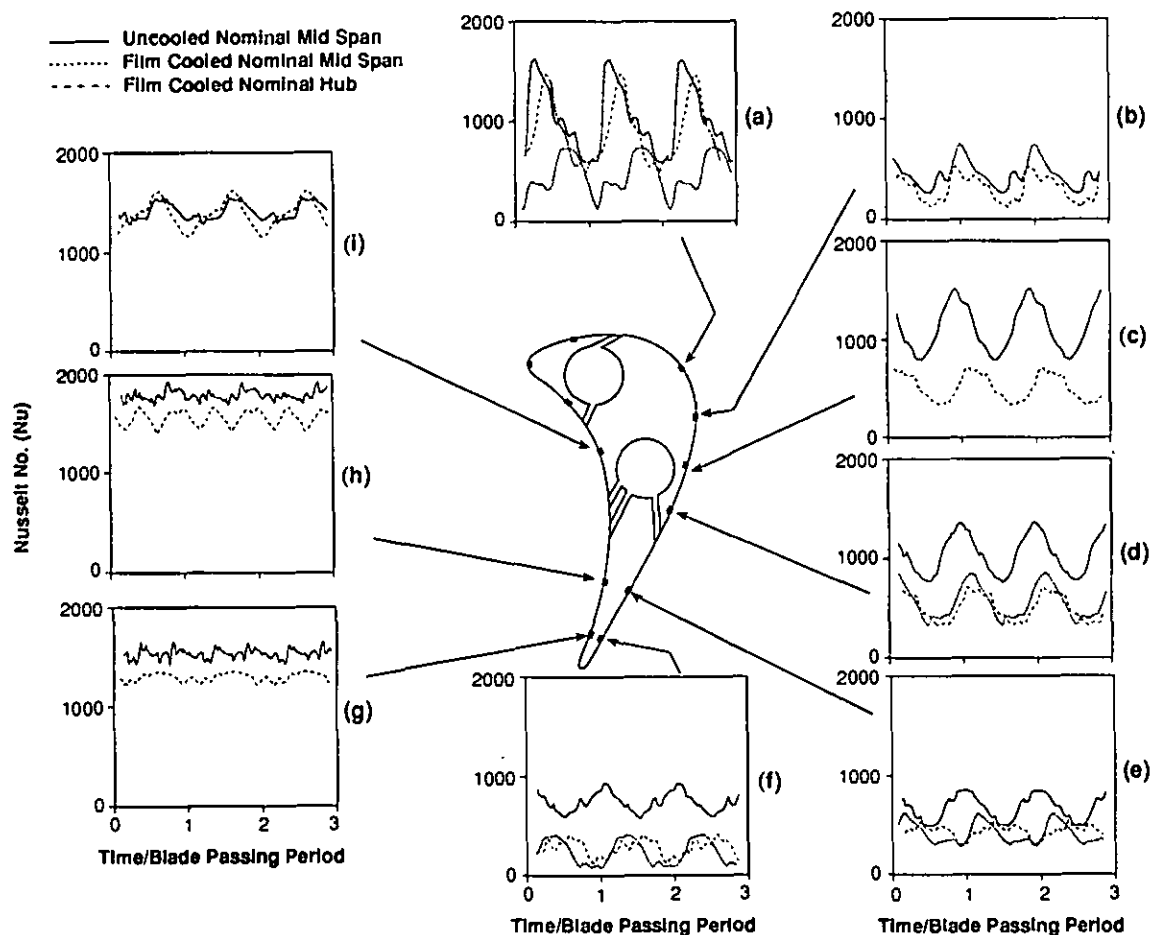 Uncooled Nominal Mid Span
Film Cooled Nominal Mid Span
Film Cooled Nominal Hub
2000
1000
0
(a)
2000
1000
0
(b)
2000
1000
0
(i)
2000
1000
0
(c)
2000
1000
0
(h)
Nusselt No. (Nu)
2000
1000
0
(d)
2000
1000
0
(g)
0 1 2 3
Time/Blade Passing Period
2000
1000
0
(f)
0 1 2 3
Time/Blade Passing Period
2000
1000
0
(e)
0 1 2 3
Time/Blade Passing Period